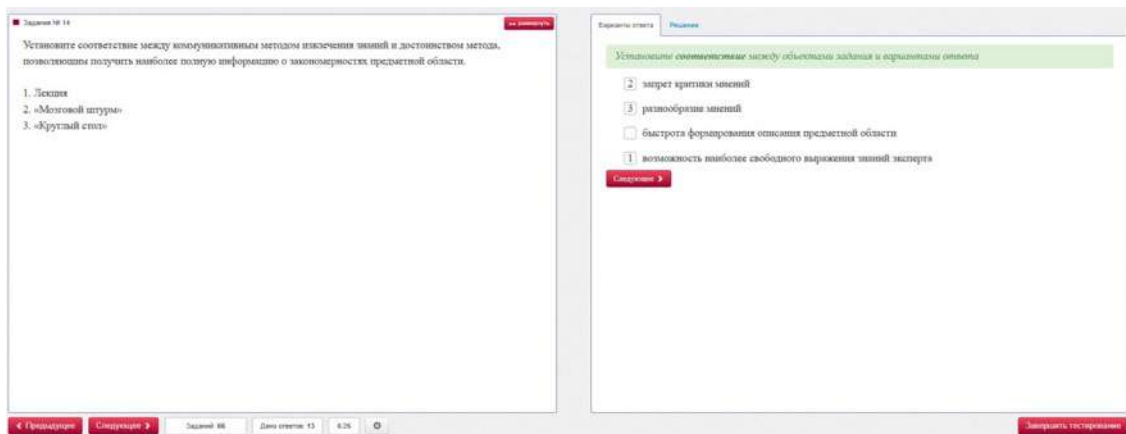 Задание № 14
развернуть
Установите соответствие между коммуникативным методом извлечения знаний и достоинством метода,
позволяющим получить наиболее полную информацию о закономерностях предметной области.
1. Лекция
2. «Мозговой штурм»
3. «Круглый стол»
Варианты ответа Решение
Установите соответствие между объектами задания и вариантами ответа
2 запрет критики мнений
3 разнообразие мнений
быстрота формирования описания предметной области
1 возможность наиболее свободного выражения знаний эксперта
Следующее
Предыдущее Следующее Заданий 66 Дано ответов 13 6:26 Завершить тестирование